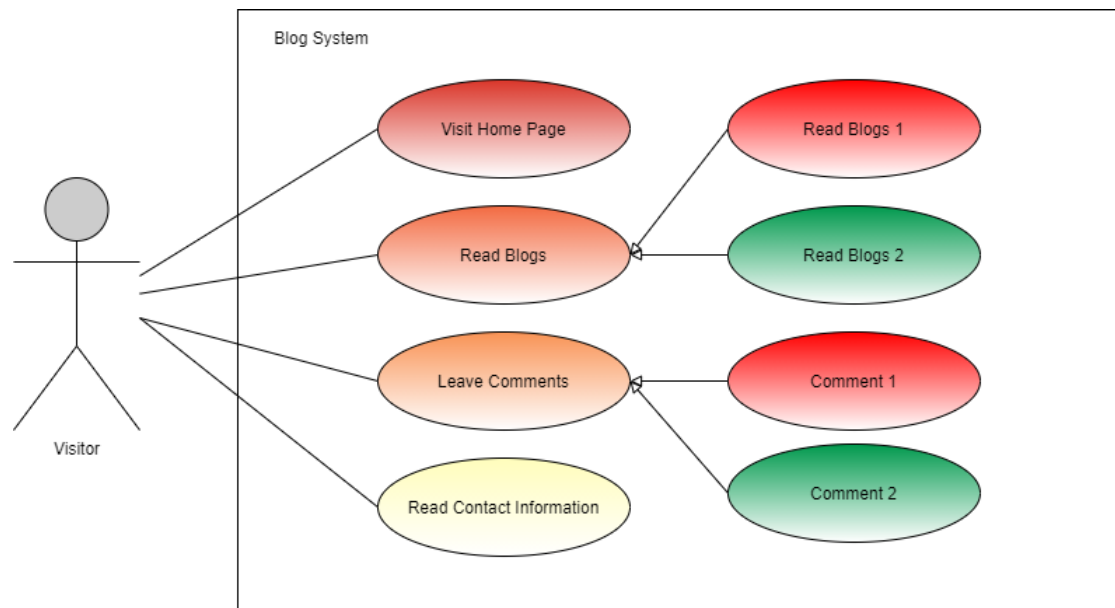 Blog System
Visit Home Page
Read Blogs 1
Read Blogs
Read Blogs 2
Leave Comments
Comment 1
Visitor
Read Contact Information
Comment 2